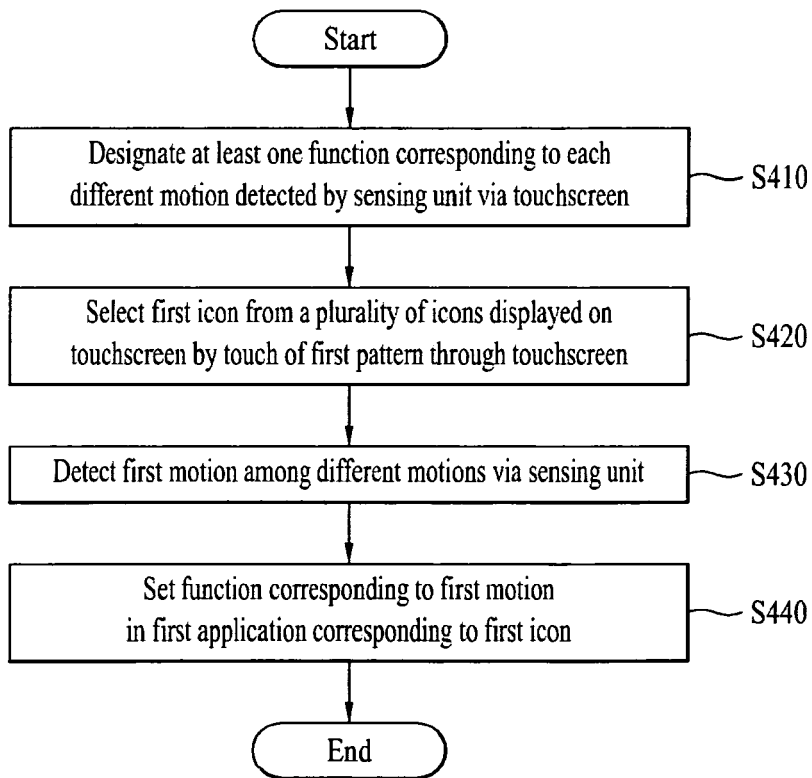 Start
Designate at least one function corresponding to each
different motion detected by sensing unit via touchscreen
S410
Select first icon from a plurality of icons displayed on
touchscreen by touch of first pattern through touchscreen
S420
Detect first motion among different motions via sensing unit
S430
Set function corresponding to first motion
in first application corresponding to first icon
S440
End